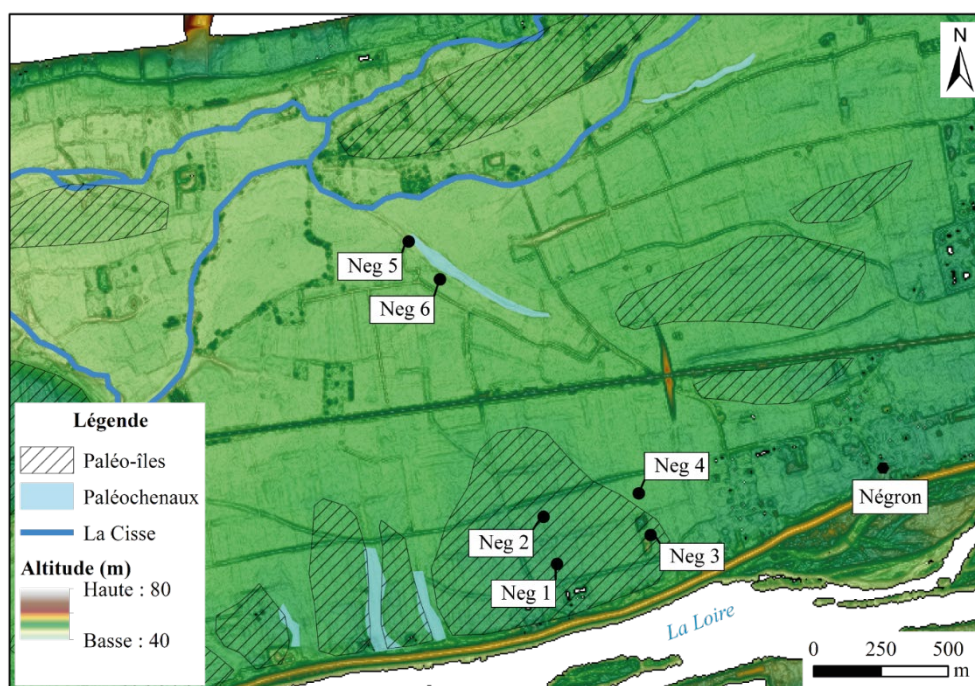 N
Neg 5
Neg 6
Légende
Paléo-îles
Paléochenaux
La Cisse
Altitude (m)
Haute : 80
Basse : 40
Neg 4
Négron
Neg 2
Neg 3
Neg 1
La Loire
0 250 500
m